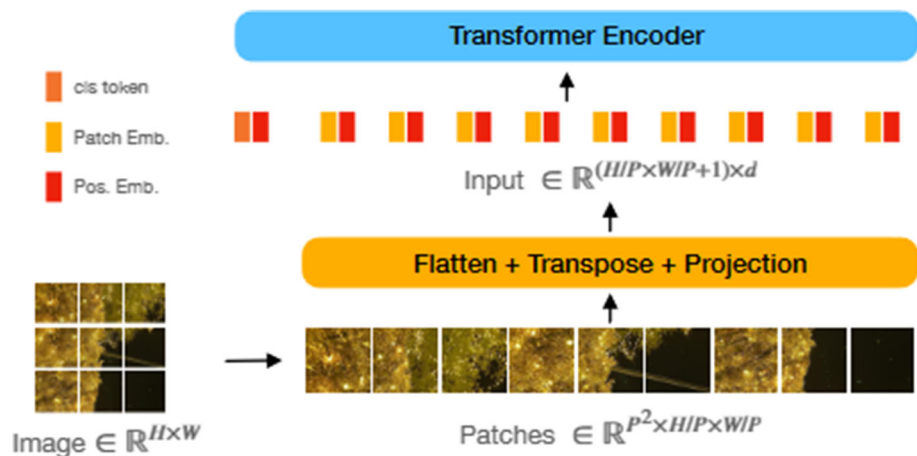 Transformer Encoder
cls token
Patch Emb.
Pos. Emb.
Input ∈ ℝ^(H/P×W/P+1)×d
Flatten + Transpose + Projection
Image ∈ ℝ^H×W
Patches ∈ ℝ^P²×H/P×W/P